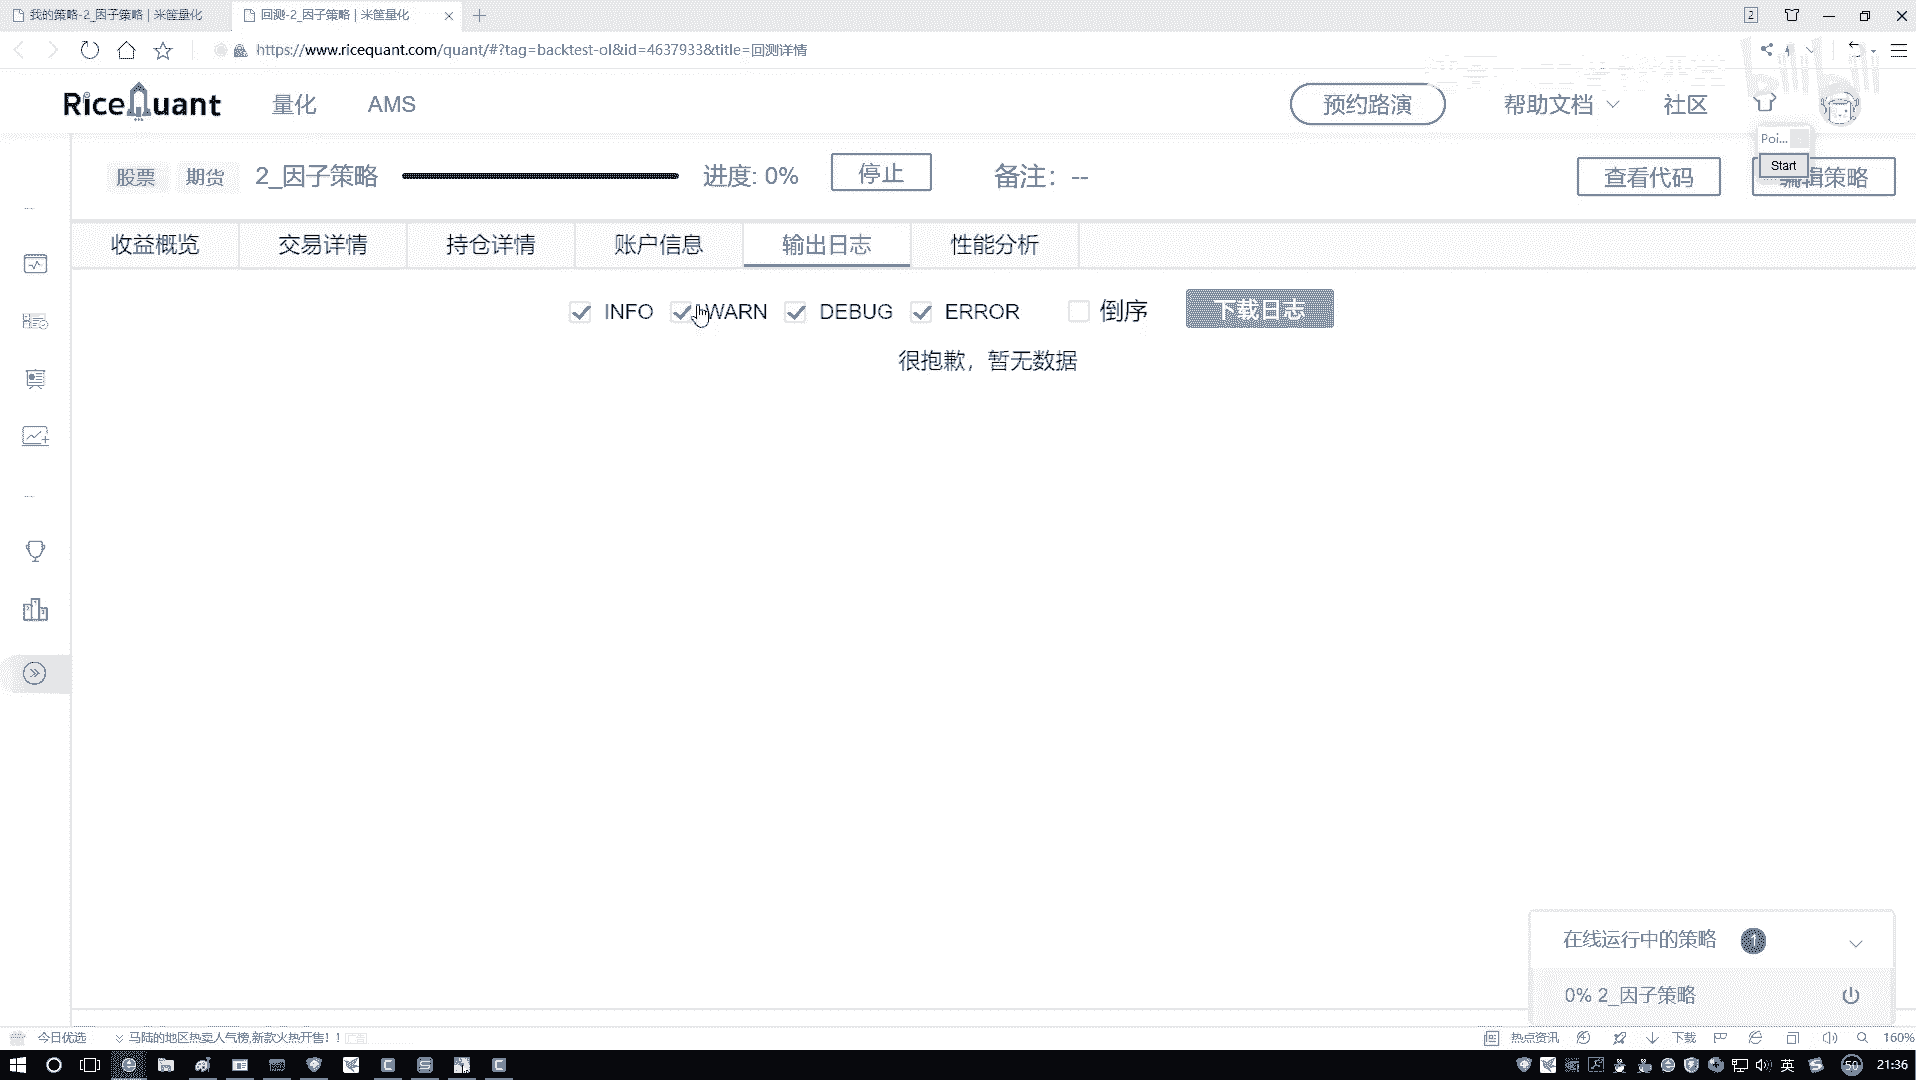 我的策略-2_因子策略 | 米筐量化
回测-2_因子策略 | 米筐量化
2
https://www.ricequant.com/quant/#?tag=backtest-ol&id=4637933&title=回测详情
bilibili
RiceQuant
量化
AMS
预约路演
帮助文档
社区
Poi...
Start
股票
期货
2_因子策略
进度: 0%
停止
备注：--
查看代码
编辑策略
收益概览
交易详情
持仓详情
账户信息
输出日志
性能分析
INFO
WARN
DEBUG
ERROR
倒序
下载日志
很抱歉，暂无数据
在线运行中的策略
1
0% 2_因子策略
今日优选
马陆的地区热卖人气榜,新款火热开售！！
热点资讯
下载
160%
英
50
21:36